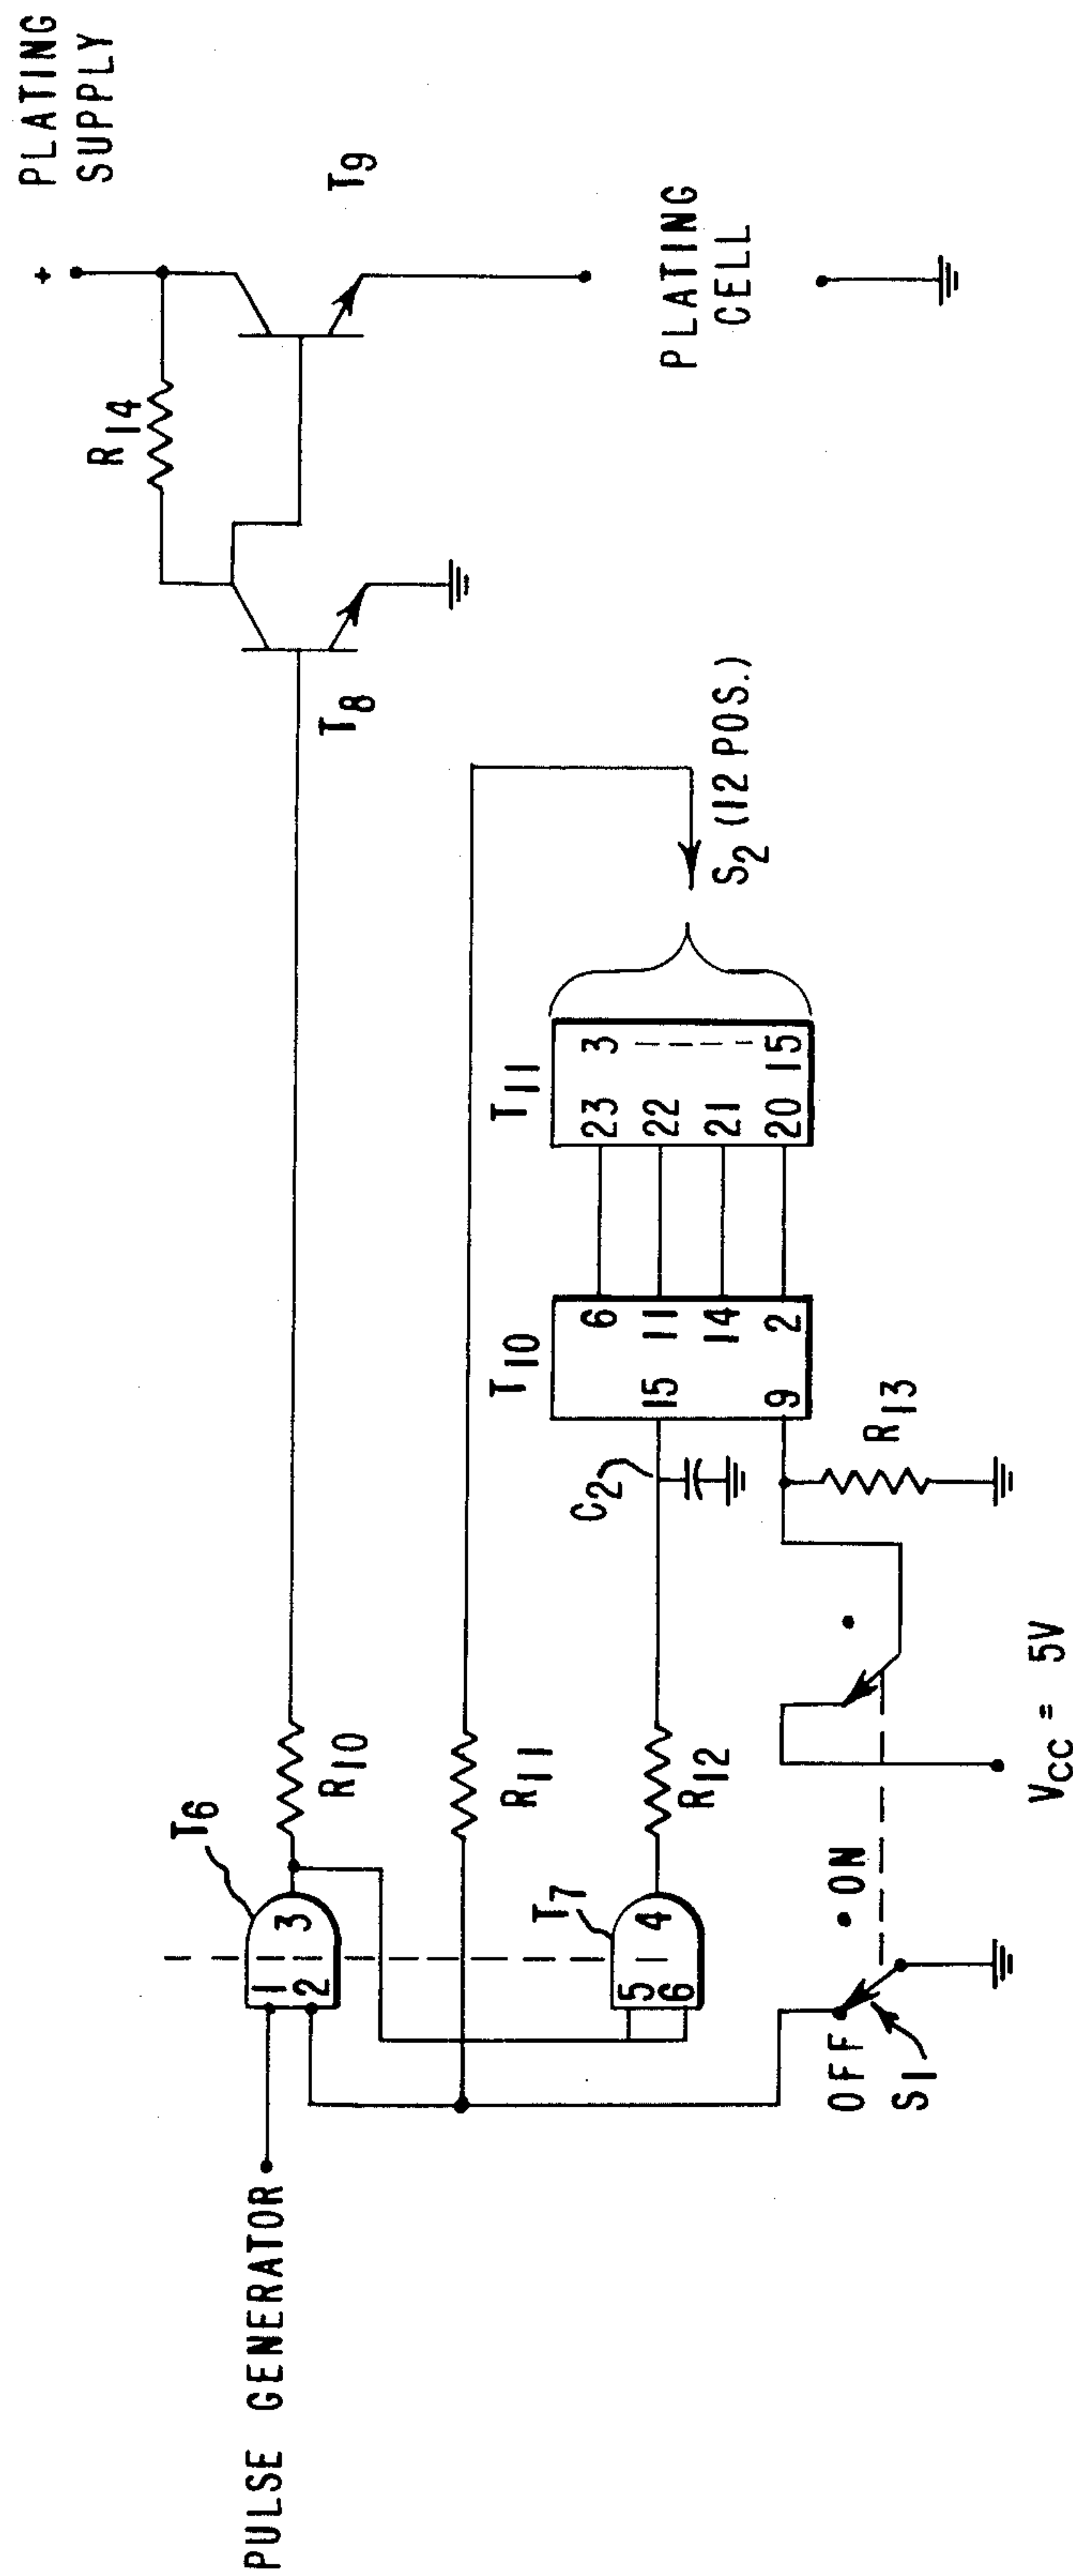 PLATING
SUPPLY
+
R14
T9
T8
PLATING
CELL
PULSE GENERATOR
1
2
3
T6
R10
R11
S2 (12 POS.)
5
6
4
T7
R12
C2
T10
15
9
6
11
14
2
T11
23
22
21
20
3
15
R13
OFF
ON
S1
VCC = 5V